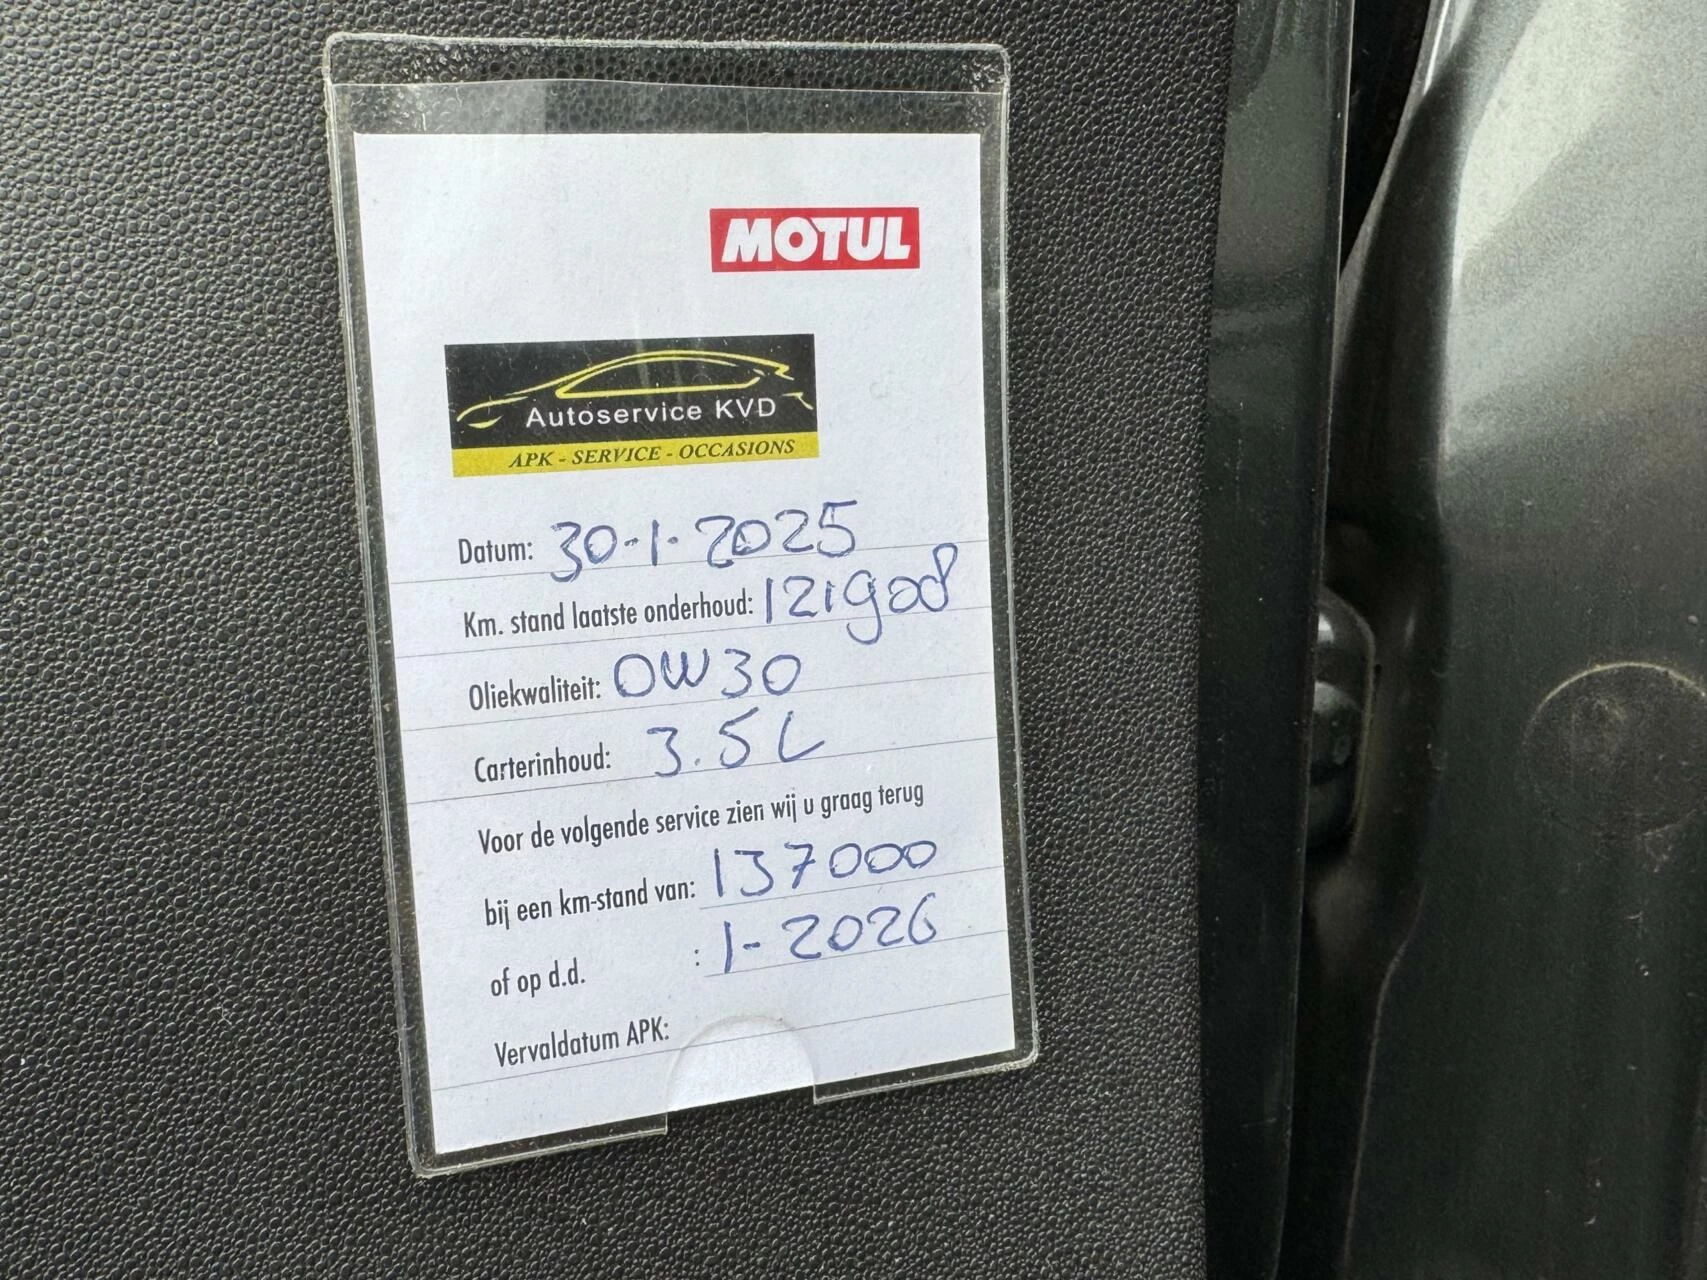 MOTUL
Autoservice KVD
APK - SERVICE - OCCASIONS
Datum: 30-1-2025
Km. stand laatste onderhoud: 121908
Oliekwaliteit: 0W30
Carterinhoud: 3.5 L
Voor de volgende service zien wij u graag terug
bij een km-stand van: 137000
of op d.d. : 1-2026
Vervaldatum APK: